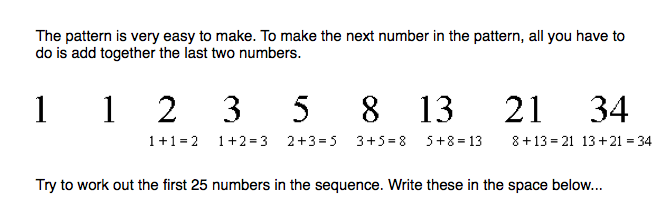 The pattern is very easy to make. To make the next number in the pattern, all you have to
do is add together the last two numbers.
1 1 2 3 5 8 13 21 34
1+1=2 1+2=3 2+3=5 3+5=8 5+8=13 8+13=21 13+21=34
Try to work out the first 25 numbers in the sequence. Write these in the space below...